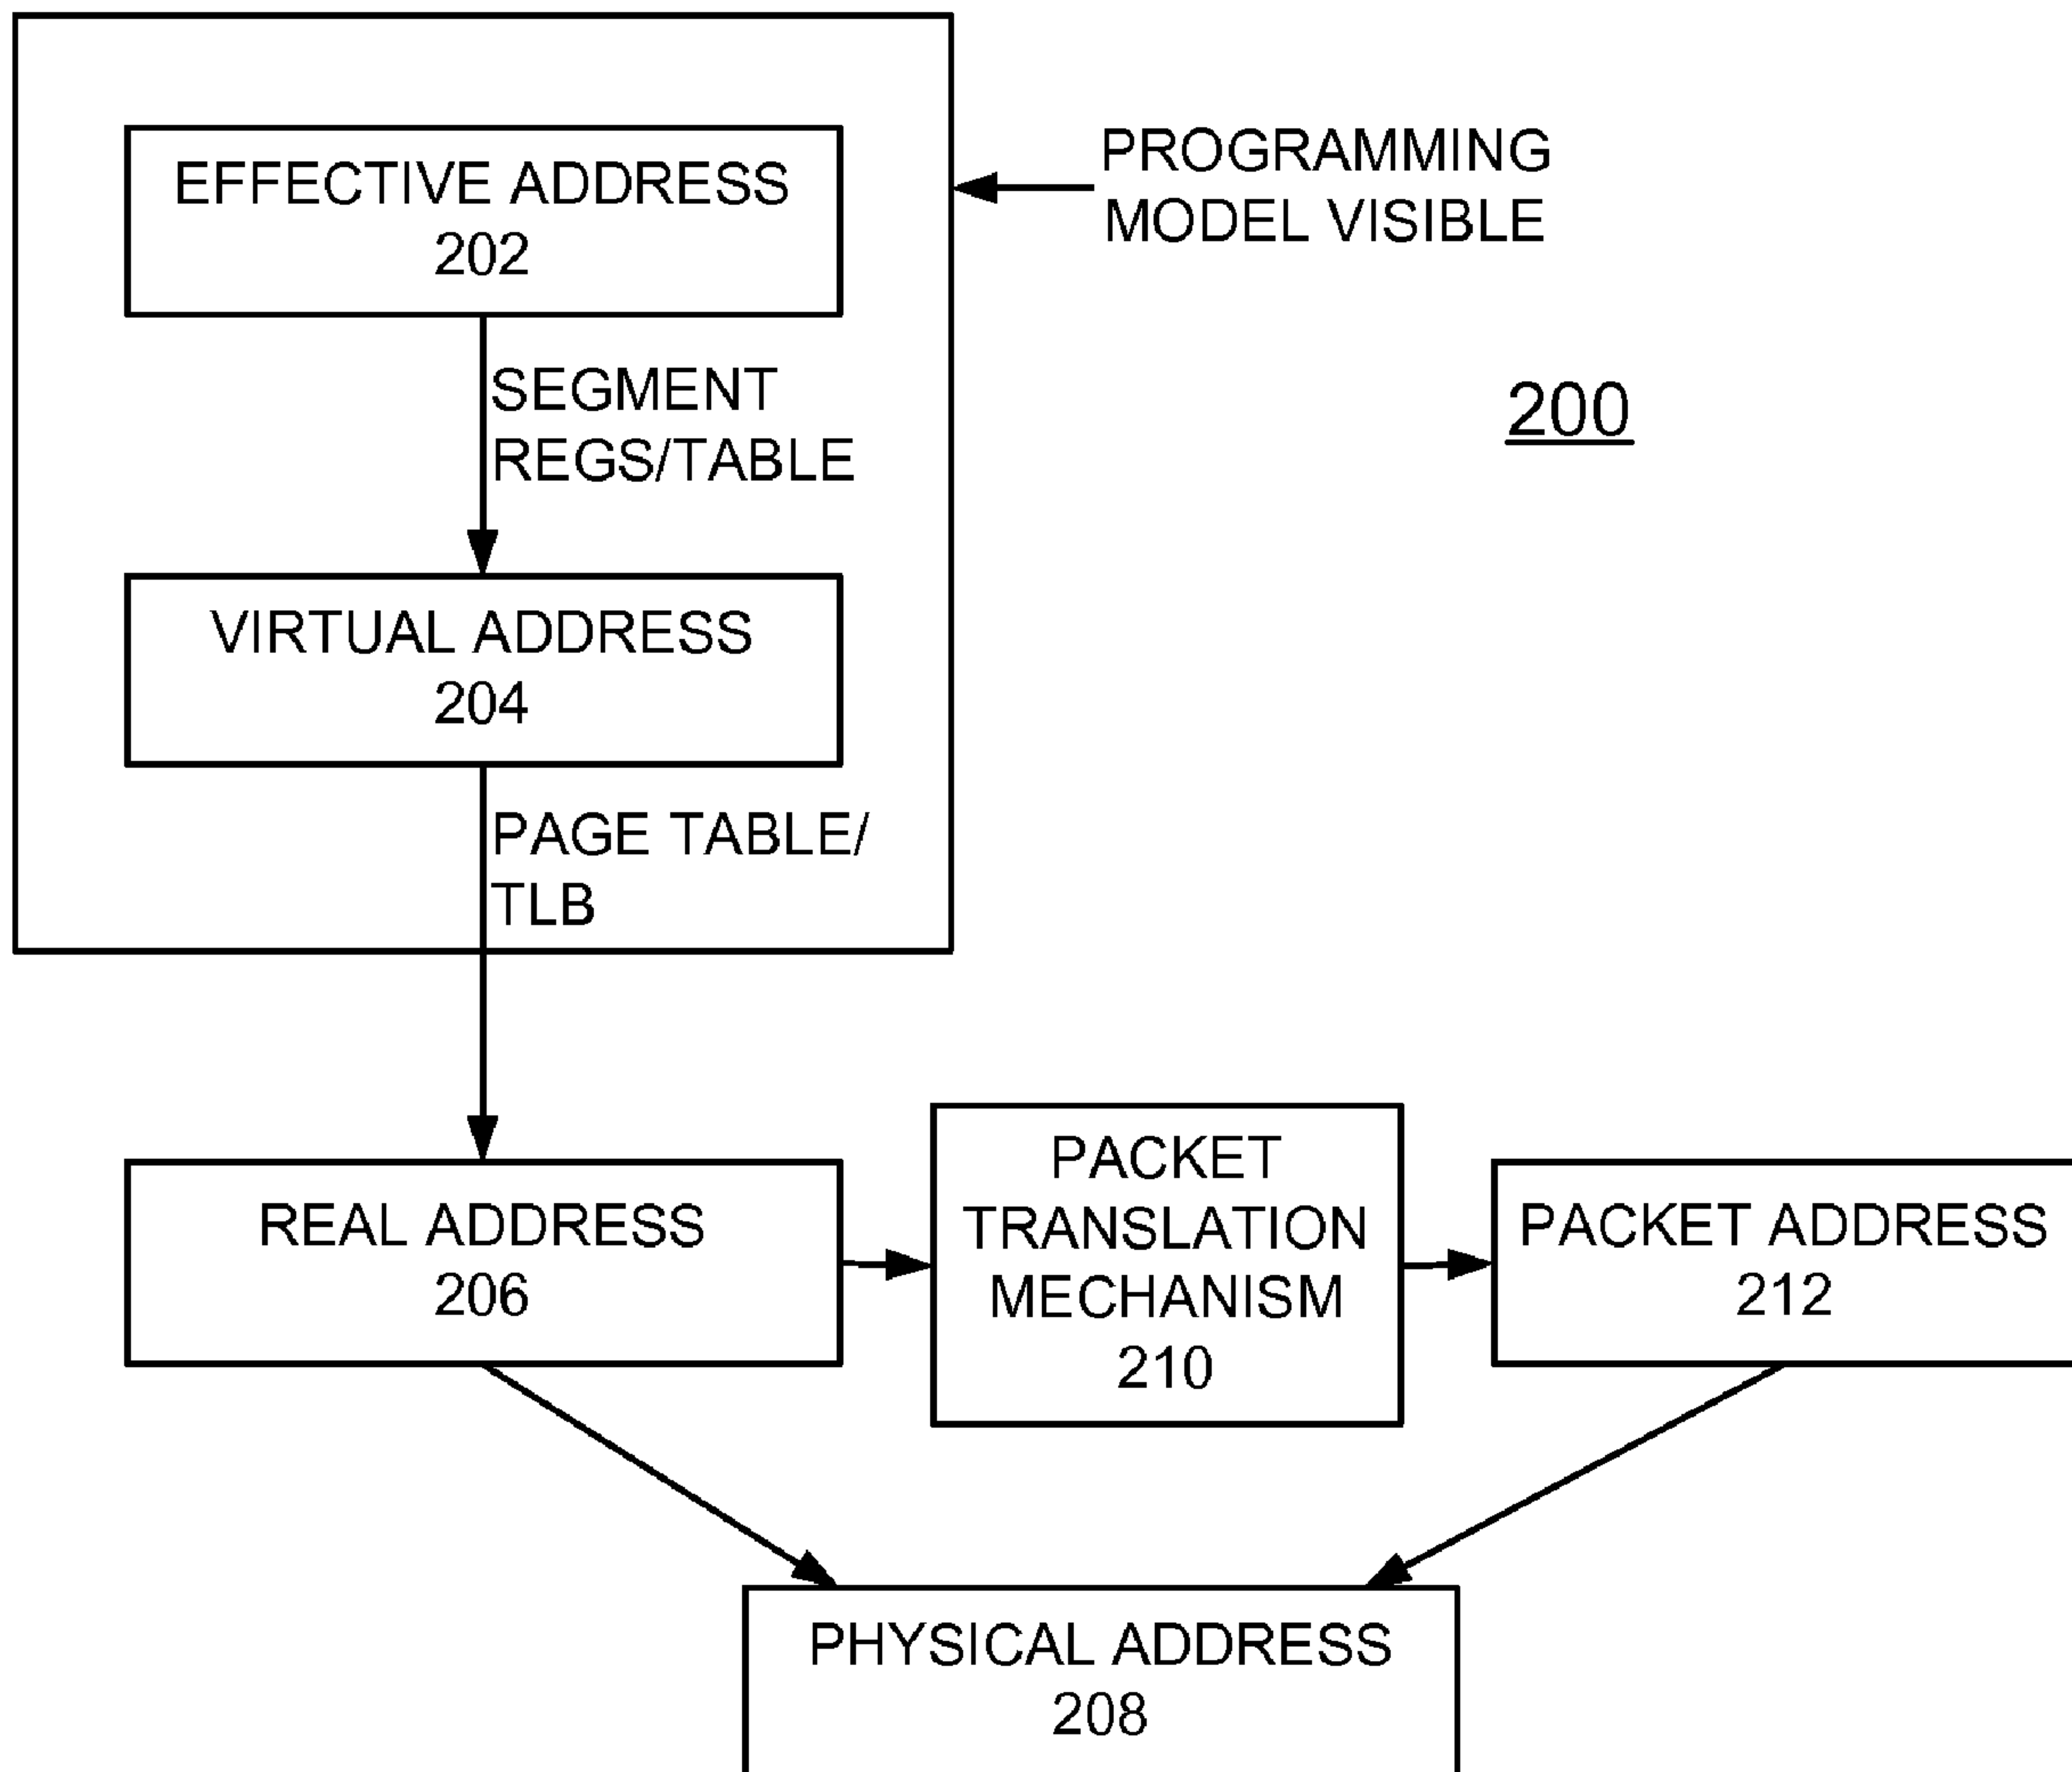 EFFECTIVE ADDRESS
202
PROGRAMMING
MODEL VISIBLE
SEGMENT
REGS/TABLE
200
VIRTUAL ADDRESS
204
PAGE TABLE/
TLB
REAL ADDRESS
206
PACKET
TRANSLATION
MECHANISM
210
PACKET ADDRESS
212
PHYSICAL ADDRESS
208